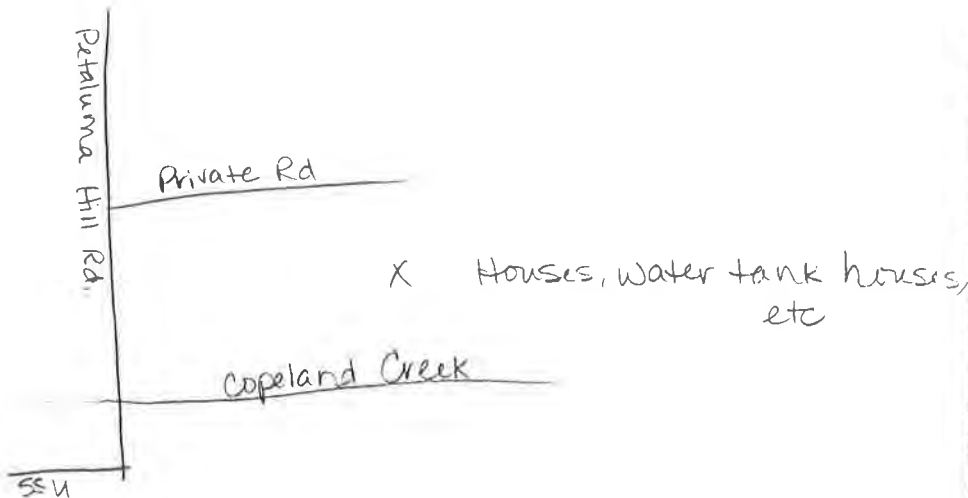 Petaluma Hill Rd.
Private Rd
X Houses, water tank houses,
etc
Copeland Creek
SSU